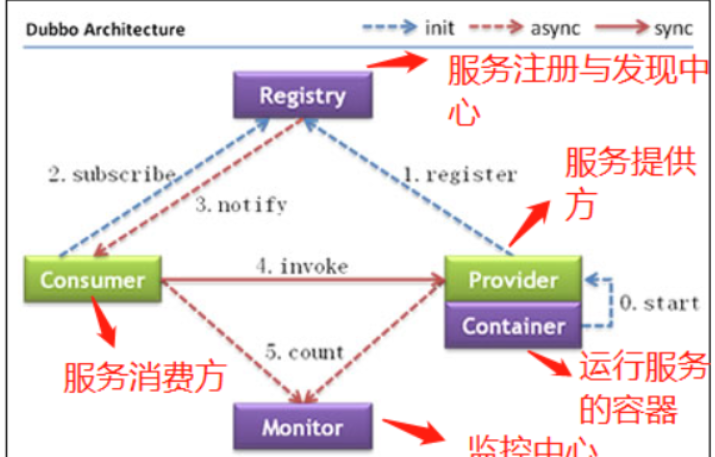 Dubbo Architecture
init
async
sync
Registry
服务注册与发现中
心
2. subscribe
3. notify
1. register
服务提供
方
Consumer
4. invoke
Provider
Container
0. start
服务消费方
5. count
运行服务
的容器
Monitor
监控中心